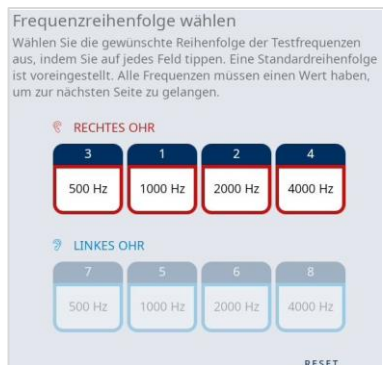 Frequenzreihenfolge wählen
Wählen Sie die gewünschte Reihenfolge der Testfrequenzen
aus, indem Sie auf jedes Feld tippen. Eine Standardreihenfolge
ist voreingestellt. Alle Frequenzen müssen einen Wert haben,
um zur nächsten Seite zu gelangen.
RECHTES OHR
3 1 2 4
500 Hz 1000 Hz 2000 Hz 4000 Hz
LINKES OHR
7 5 6 8
500 Hz 1000 Hz 2000 Hz 4000 Hz
RESET